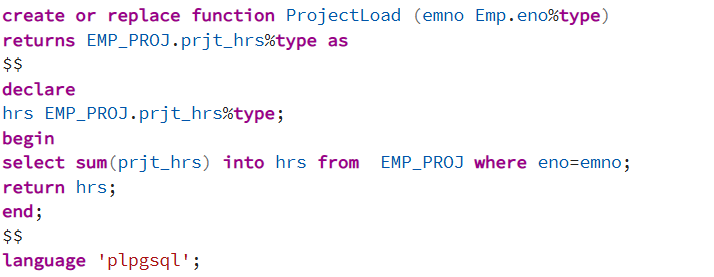 create or replace function ProjectLoad (emno Emp.eno%type)
returns EMP_PROJ.prjt_hrs%type as
$$
declare
hrs EMP_PROJ.prjt_hrs%type;
begin
select sum(prjt_hrs) into hrs from  EMP_PROJ where eno=emno;
return hrs;
end;
$$
language 'plpgsql';